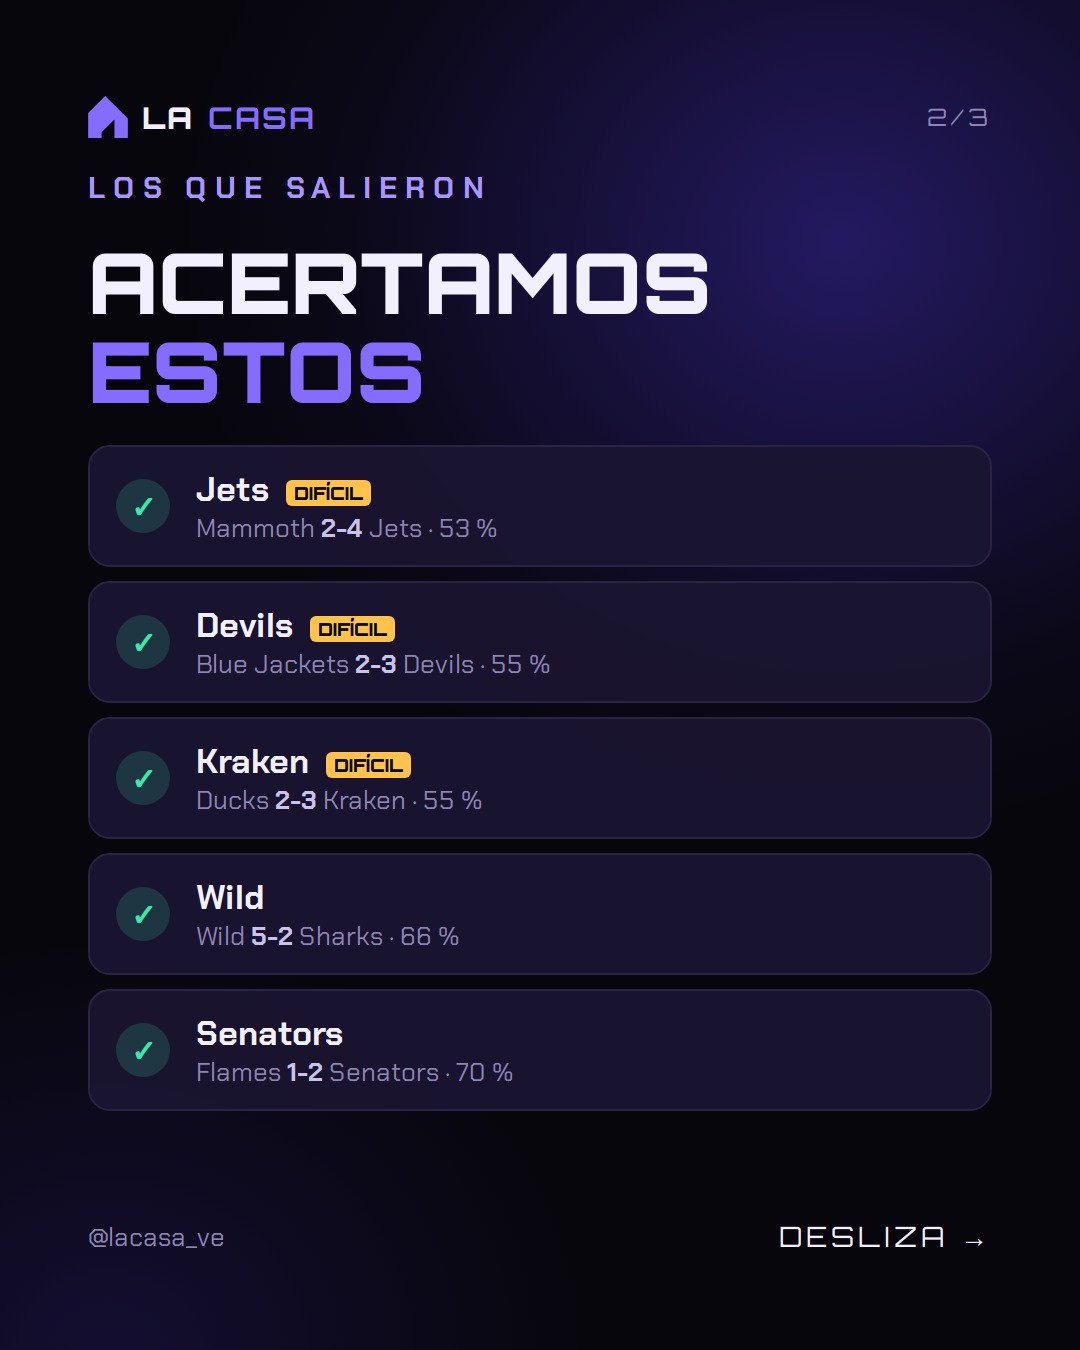 LA CASA
2/3
LOS QUE SALIERON
ACERTAMOS
ESTOS
✓
Jets DIFÍCIL
Mammoth 2-4 Jets · 53 %
✓
Devils DIFÍCIL
Blue Jackets 2-3 Devils · 55 %
✓
Kraken DIFÍCIL
Ducks 2-3 Kraken · 55 %
✓
Wild
Wild 5-2 Sharks · 66 %
✓
Senators
Flames 1-2 Senators · 70 %
@lacasa_ve
DESLIZA →